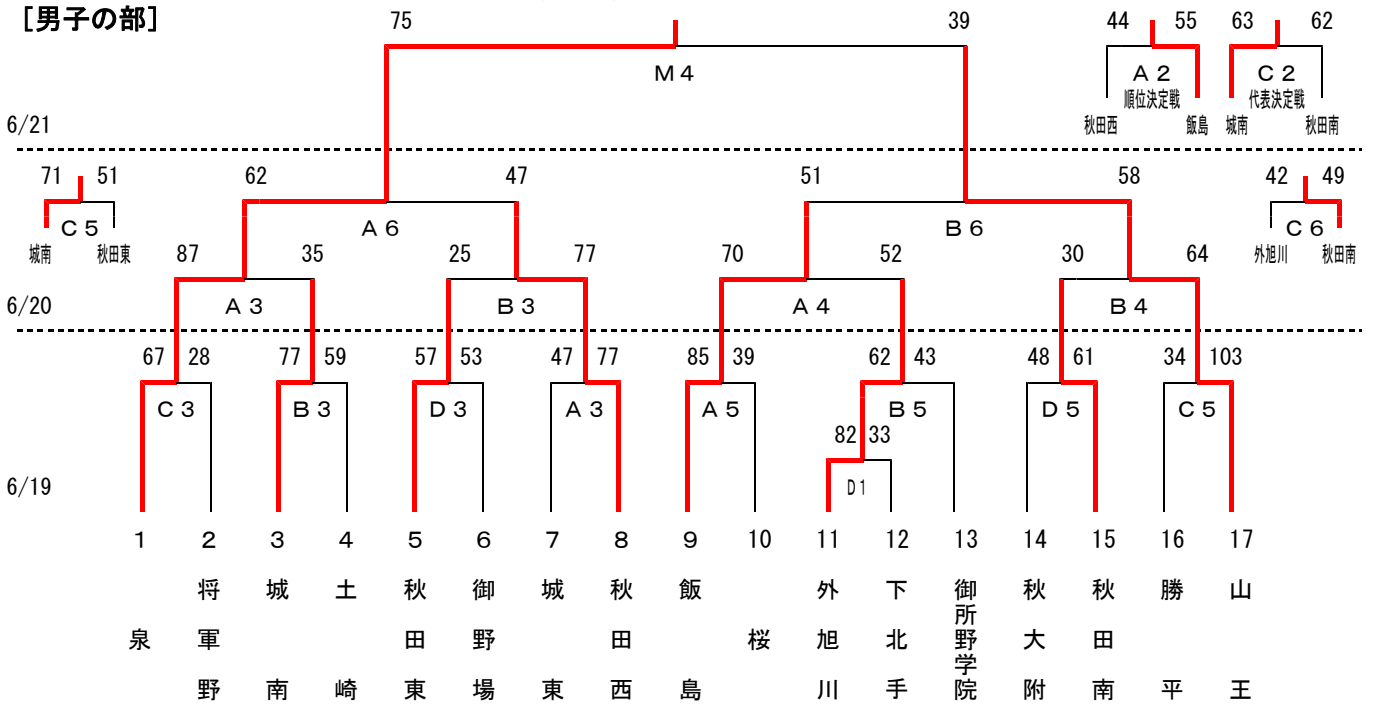 [男子の部]
75 39 44 55 63 62
M4 A2 C2
順位決定戦 代表決定戦
秋田西 飯島 城南 秋田南
6/21
71 51 62 47 51 58 42 49
C5 A6 B6 C6
城南 秋田東 外旭川 秋田南
87 35 25 77 70 52 30 64
6/20 A3 B3 A4 B4
67 28 77 59 57 53 47 77 85 39 62 43 48 61 34 103
C3 B3 D3 A3 A5 B5 D5 C5
82 33
6/19 D1
1 2 3 4 5 6 7 8 9 10 11 12 13 14 15 16 17
泉
将軍野
城南
土崎
秋田東
御野場
城東
秋田西
飯島
桜
外旭川
下北手
御所野学院
秋大附
秋田南
勝平
山王